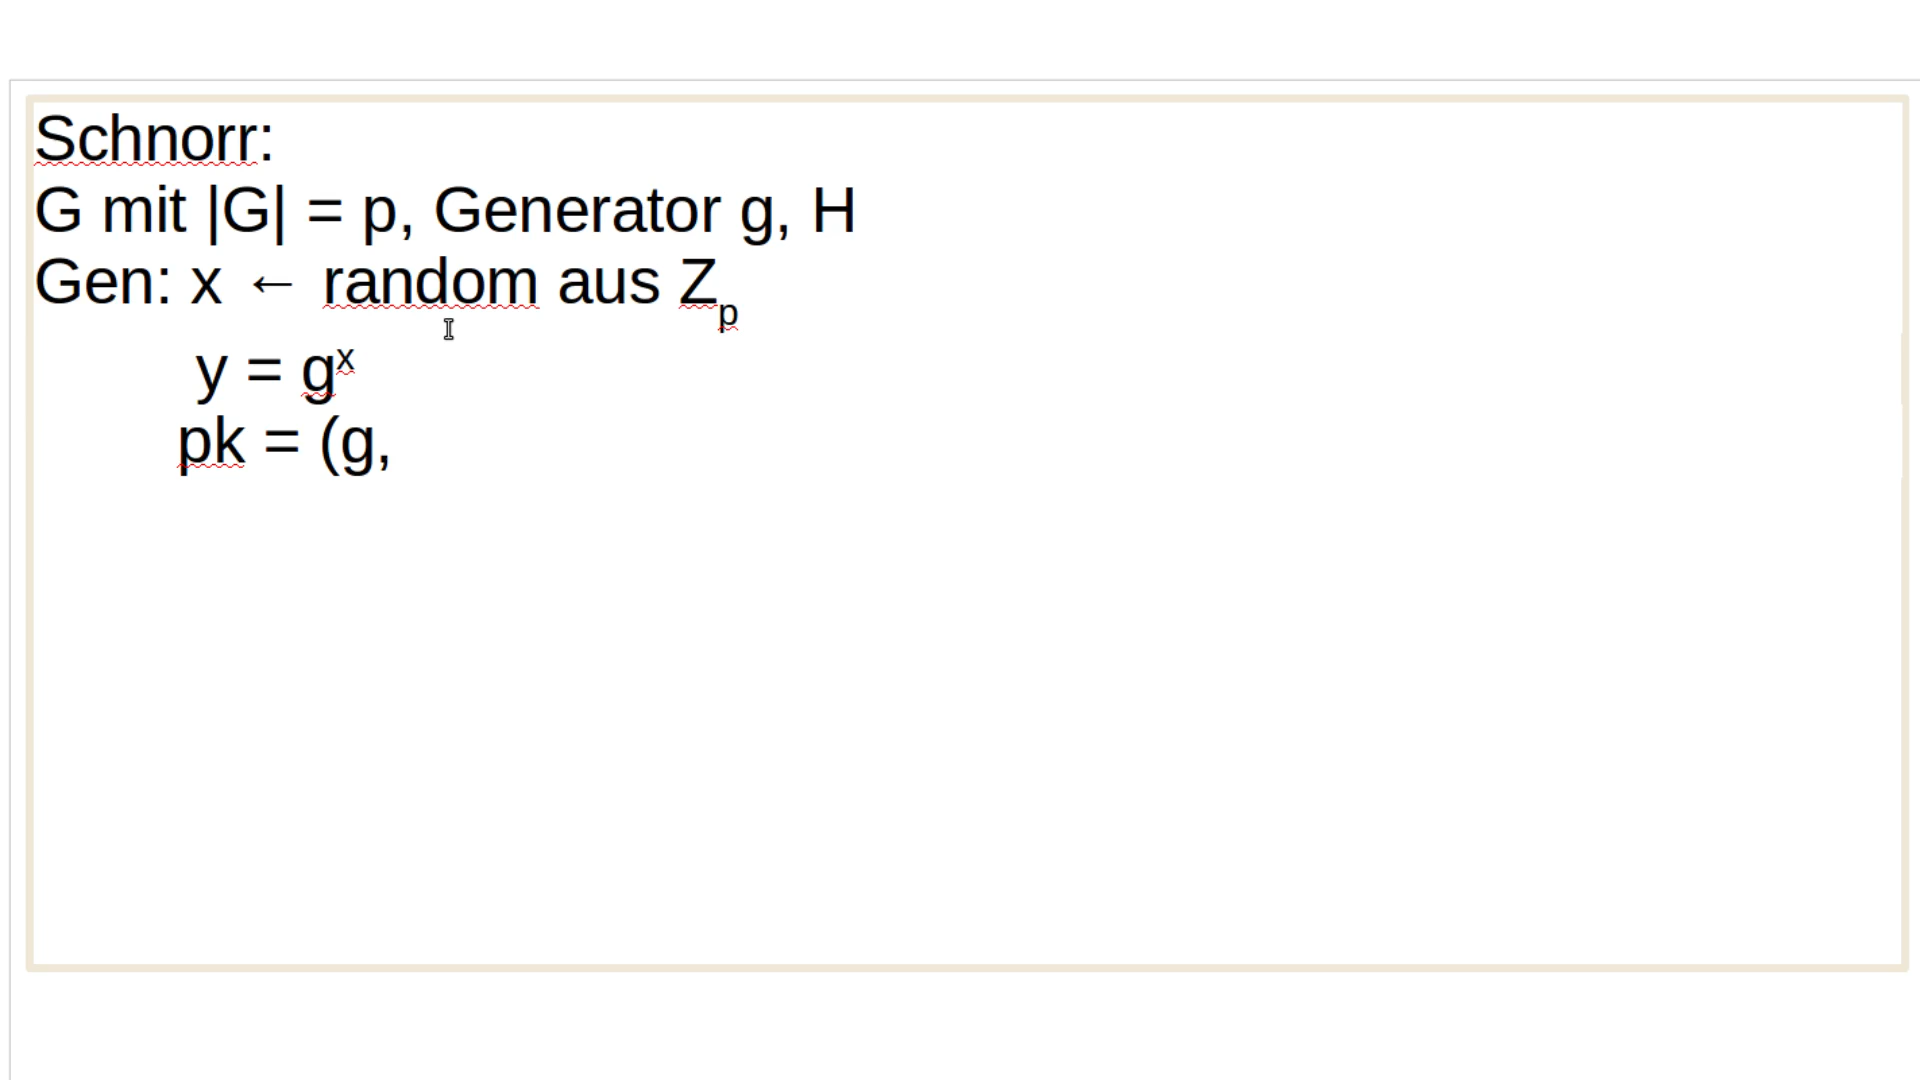 Schnorr:
G mit |G| = p, Generator g, H
Gen: x ← random aus Zₚ
y = gˣ
pk = (g,